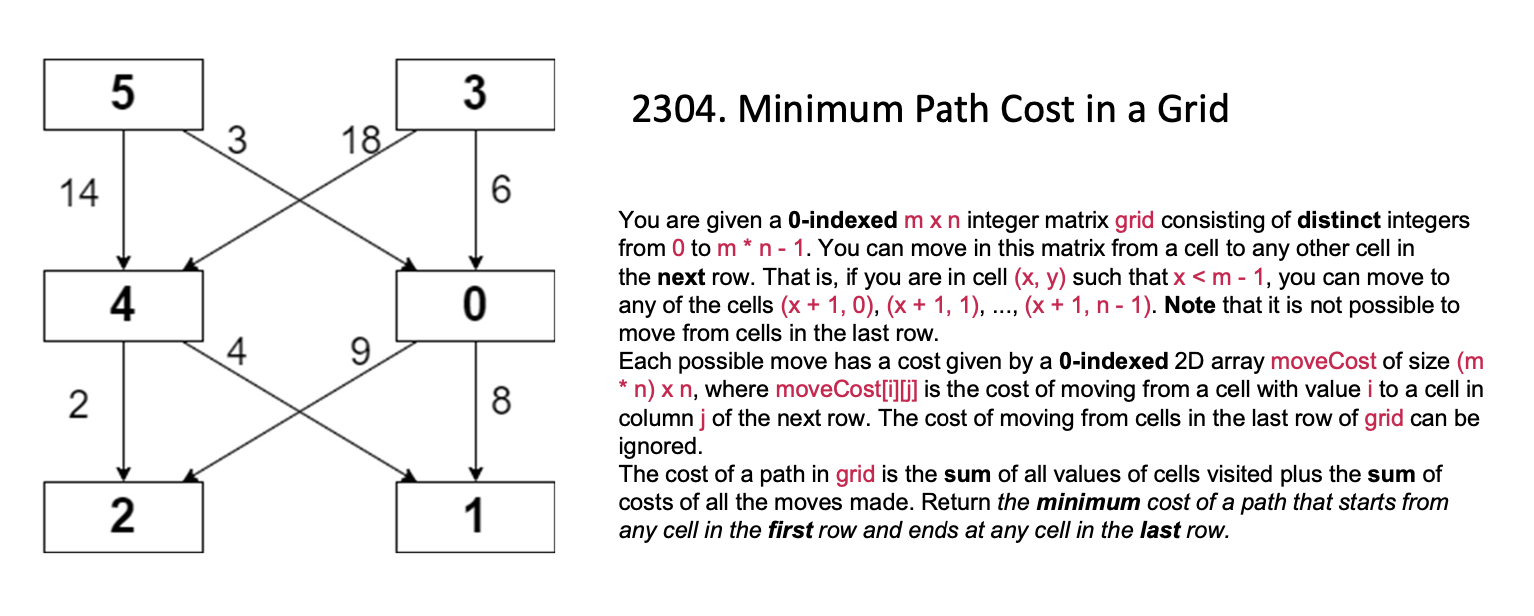 5 3
3 18
14 6
4 0
4 9
2 8
2 1
2304. Minimum Path Cost in a Grid
You are given a 0-indexed m x n integer matrix grid consisting of distinct integers
from 0 to m * n - 1. You can move in this matrix from a cell to any other cell in
the next row. That is, if you are in cell (x, y) such that x < m - 1, you can move to
any of the cells (x + 1, 0), (x + 1, 1), ..., (x + 1, n - 1). Note that it is not possible to
move from cells in the last row.
Each possible move has a cost given by a 0-indexed 2D array moveCost of size (m
* n) x n, where moveCost[i][j] is the cost of moving from a cell with value i to a cell in
column j of the next row. The cost of moving from cells in the last row of grid can be
ignored.
The cost of a path in grid is the sum of all values of cells visited plus the sum of
costs of all the moves made. Return the minimum cost of a path that starts from
any cell in the first row and ends at any cell in the last row.